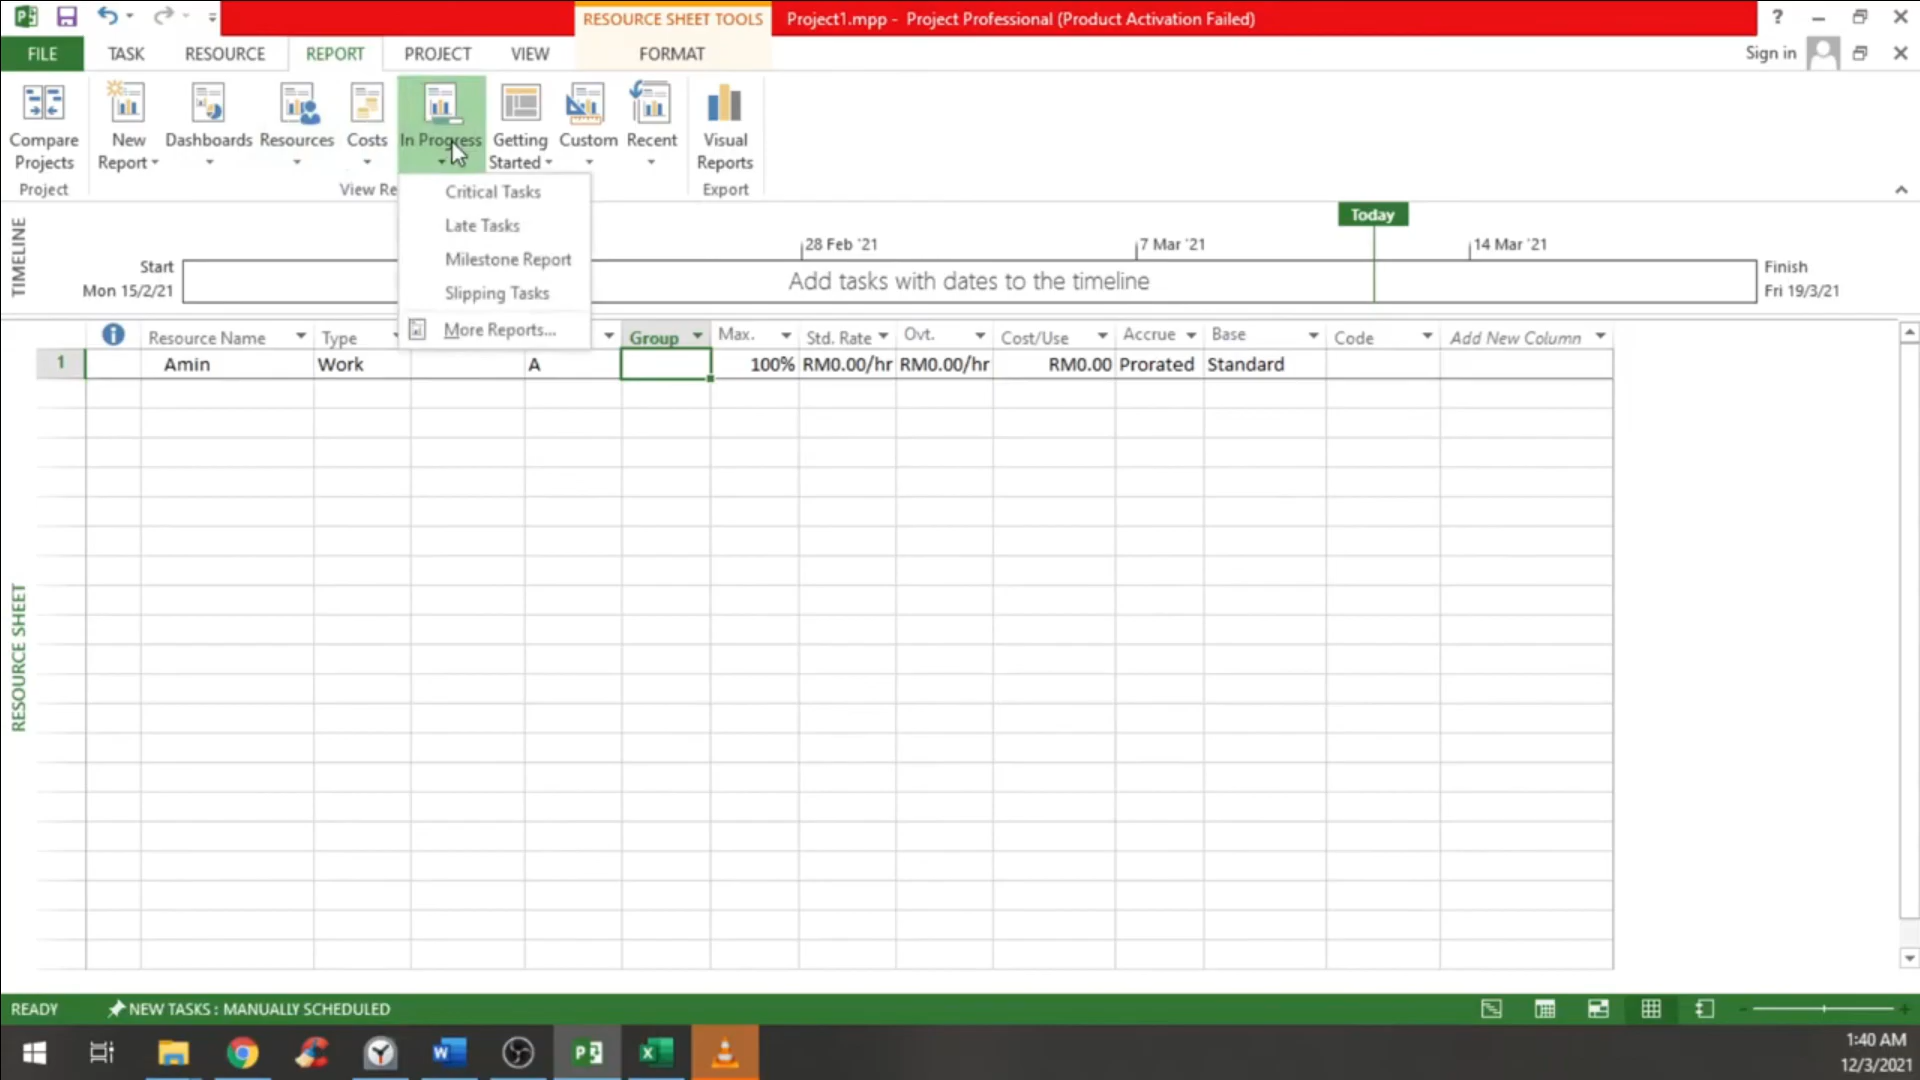 RESOURCE SHEET TOOLS
Project1.mpp - Project Professional (Product Activation Failed)
?
FILE
TASK
RESOURCE
REPORT
PROJECT
VIEW
FORMAT
Sign in
Compare
Projects
New
Report
Dashboards
Resources
Costs
In Progress
Getting
Started
Custom
Recent
Visual
Reports
Project
View Re
Export
Critical Tasks
Late Tasks
Milestone Report
Slipping Tasks
More Reports...
TIMELINE
Today
28 Feb '21
7 Mar '21
14 Mar '21
Start
Mon 15/2/21
Add tasks with dates to the timeline
Finish
Fri 19/3/21
RESOURCE SHEET
Resource Name Type Group Max. Std. Rate Ovt. Cost/Use Accrue Base Code Add New Column
1 Amin Work A 100% RM0.00/hr RM0.00/hr RM0.00 Prorated Standard
READY
NEW TASKS : MANUALLY SCHEDULED
1:40 AM
12/3/2021